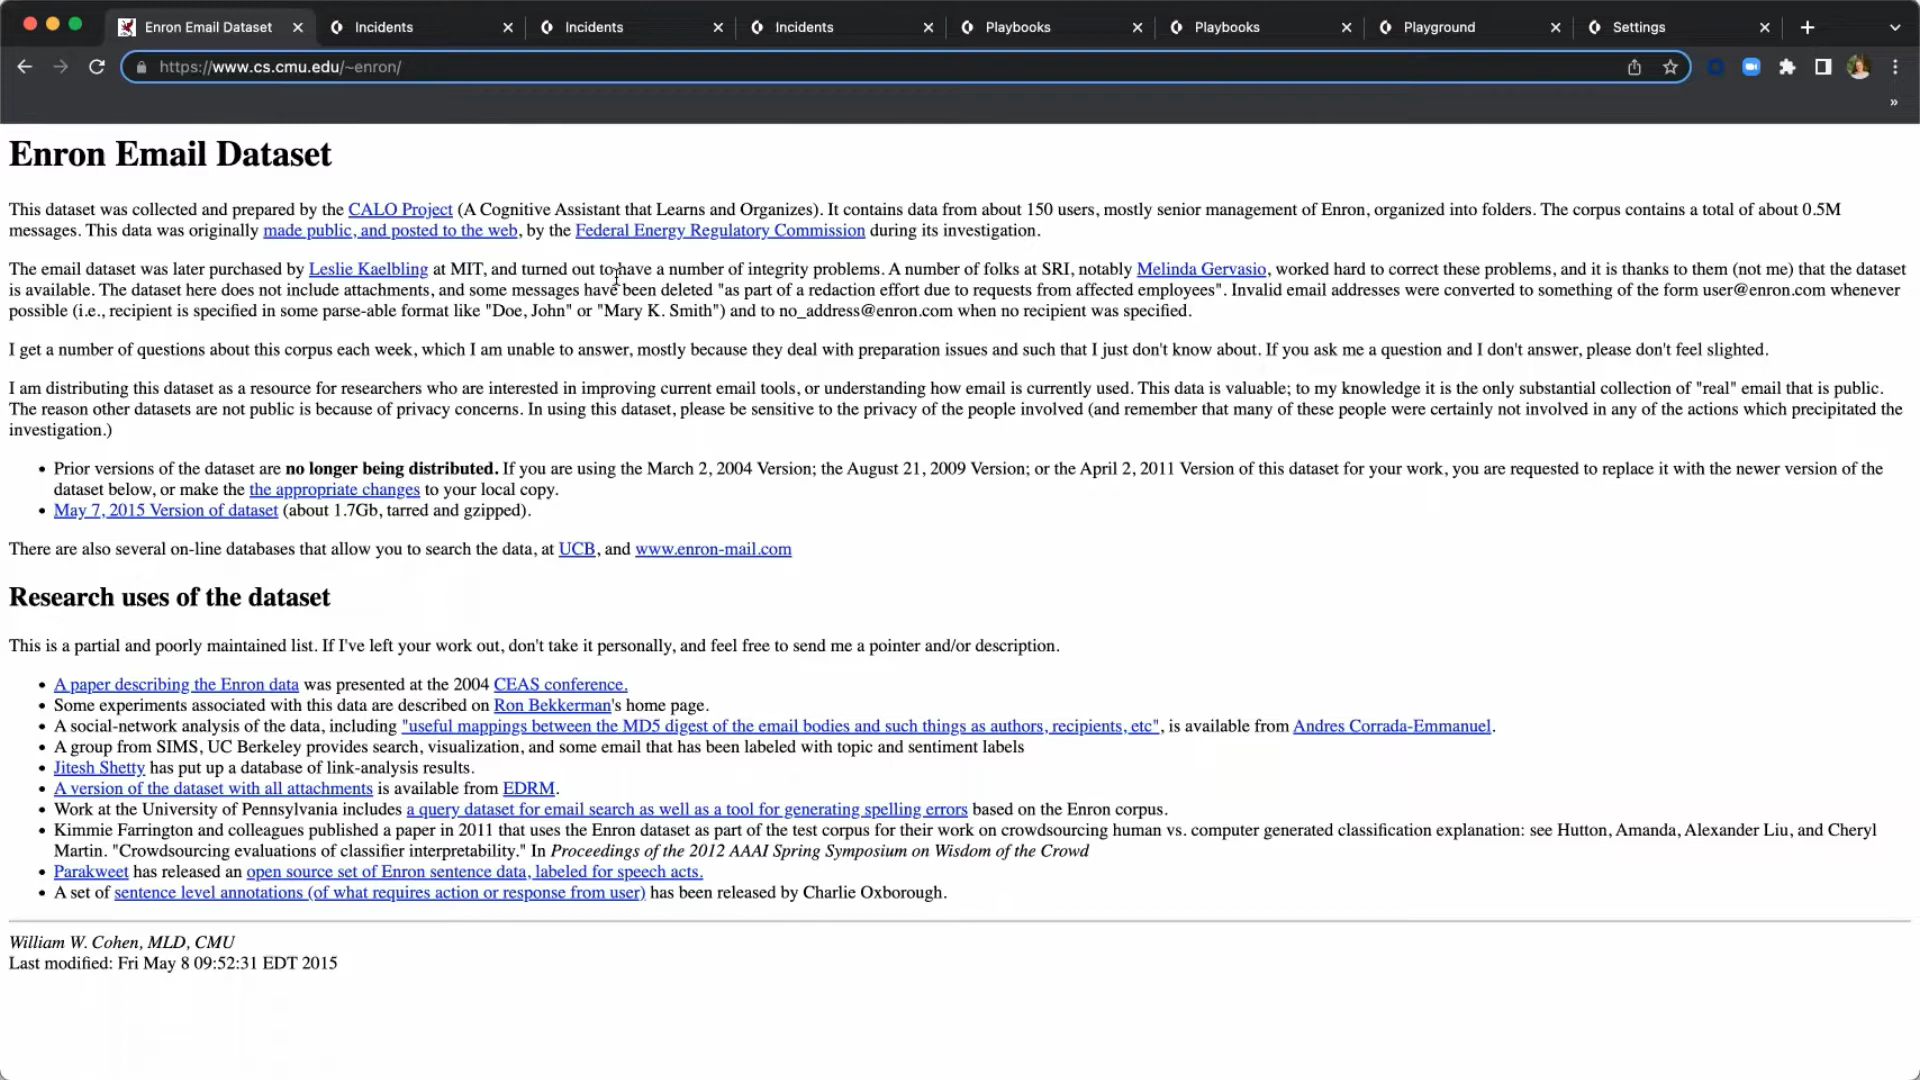 Enron Email Dataset
Incidents
Incidents
Incidents
Playbooks
Playbooks
Playground
Settings
https://www.cs.cmu.edu/~enron/
Enron Email Dataset
This dataset was collected and prepared by the CALO Project (A Cognitive Assistant that Learns and Organizes). It contains data from about 150 users, mostly senior management of Enron, organized into folders. The corpus contains a total of about 0.5M
messages. This data was originally made public, and posted to the web, by the Federal Energy Regulatory Commission during its investigation.
The email dataset was later purchased by Leslie Kaelbling at MIT, and turned out to have a number of integrity problems. A number of folks at SRI, notably Melinda Gervasio, worked hard to correct these problems, and it is thanks to them (not me) that the dataset
is available. The dataset here does not include attachments, and some messages have been deleted "as part of a redaction effort due to requests from affected employees". Invalid email addresses were converted to something of the form user@enron.com whenever
possible (i.e., recipient is specified in some parse-able format like "Doe, John" or "Mary K. Smith") and to no_address@enron.com when no recipient was specified.
I get a number of questions about this corpus each week, which I am unable to answer, mostly because they deal with preparation issues and such that I just don't know about. If you ask me a question and I don't answer, please don't feel slighted.
I am distributing this dataset as a resource for researchers who are interested in improving current email tools, or understanding how email is currently used. This data is valuable; to my knowledge it is the only substantial collection of "real" email that is public.
The reason other datasets are not public is because of privacy concerns. In using this dataset, please be sensitive to the privacy of the people involved (and remember that many of these people were certainly not involved in any of the actions which precipitated the
investigation.)
• Prior versions of the dataset are no longer being distributed. If you are using the March 2, 2004 Version; the August 21, 2009 Version; or the April 2, 2011 Version of this dataset for your work, you are requested to replace it with the newer version of the
dataset below, or make the the appropriate changes to your local copy.
• May 7, 2015 Version of dataset (about 1.7Gb, tarred and gzipped).
There are also several on-line databases that allow you to search the data, at UCB, and www.enron-mail.com
Research uses of the dataset
This is a partial and poorly maintained list. If I've left your work out, don't take it personally, and feel free to send me a pointer and/or description.
• A paper describing the Enron data was presented at the 2004 CEAS conference.
• Some experiments associated with this data are described on Ron Bekkerman's home page.
• A social-network analysis of the data, including "useful mappings between the MD5 digest of the email bodies and such things as authors, recipients, etc", is available from Andres Corrada-Emmanuel.
• A group from SIMS, UC Berkeley provides search, visualization, and some email that has been labeled with topic and sentiment labels
• Jitesh Shetty has put up a database of link-analysis results.
• A version of the dataset with all attachments is available from EDRM.
• Work at the University of Pennsylvania includes a query dataset for email search as well as a tool for generating spelling errors based on the Enron corpus.
• Kimmie Farrington and colleagues published a paper in 2011 that uses the Enron dataset as part of the test corpus for their work on crowdsourcing human vs. computer generated classification explanation: see Hutton, Amanda, Alexander Liu, and Cheryl
Martin. "Crowdsourcing evaluations of classifier interpretability." In Proceedings of the 2012 AAAI Spring Symposium on Wisdom of the Crowd
• Parakweet has released an open source set of Enron sentence data, labeled for speech acts.
• A set of sentence level annotations (of what requires action or response from user) has been released by Charlie Oxborough.
William W. Cohen, MLD, CMU
Last modified: Fri May 8 09:52:31 EDT 2015